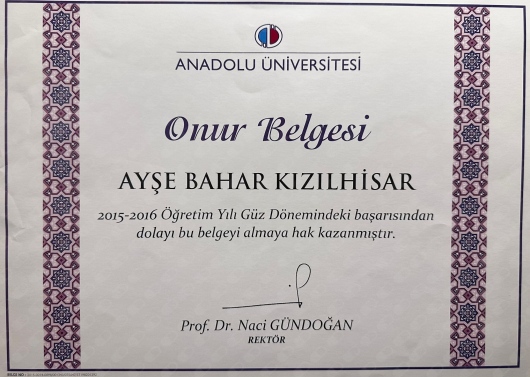 ANADOLU ÜNİVERSİTESİ
Onur Belgesi
AYŞE BAHAR KIZILHİSAR
2015-2016 Öğretim Yılı Güz Dönemindeki başarısından
dolayı bu belgeyi almaya hak kazanmıştır.
Prof. Dr. Naci GÜNDOĞAN
REKTÖR